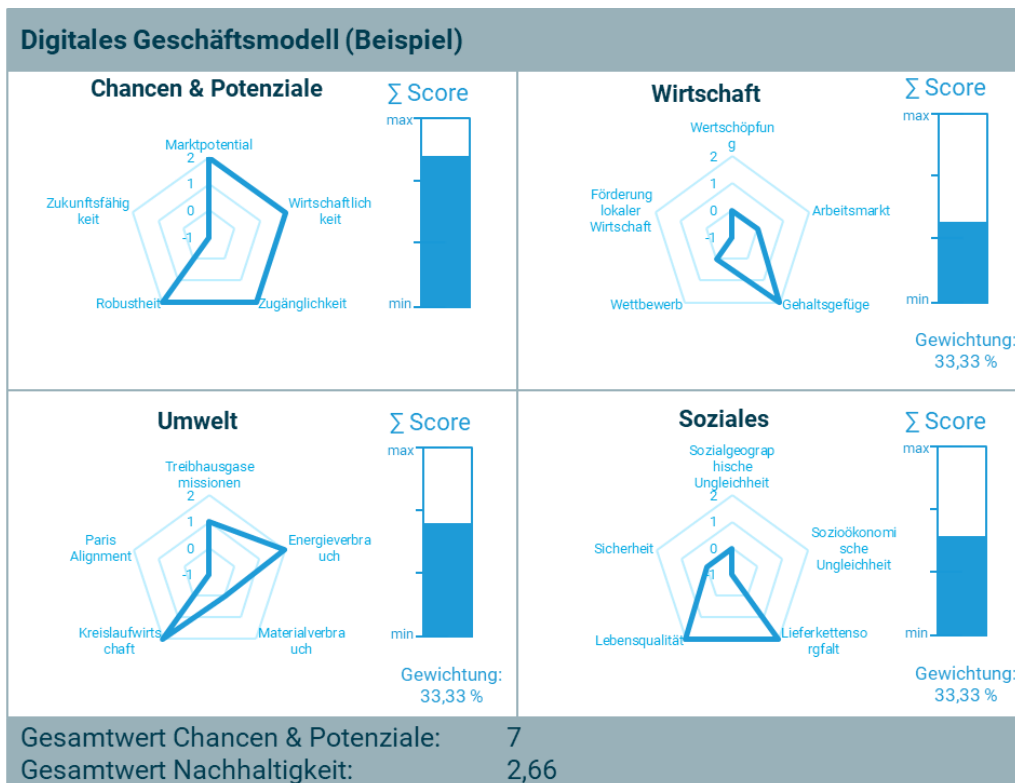 Digitales Geschäftsmodell (Beispiel)
Chancen & Potenziale
∑ Score
max
min
Marktpotential
2
1
0
-1
Wirtschaftlich
keit
Zugänglichkeit
Robustheit
Zukunftsfähig
keit
Wirtschaft
∑ Score
max
min
Wertschöpfun
g
2
1
0
-1
Arbeitsmarkt
Gehaltsgefüge
Wettbewerb
Förderung
lokaler
Wirtschaft
Gewichtung:
33,33 %
Umwelt
∑ Score
max
min
Treibhausgase
missionen
2
1
0
-1
Energieverbra
uch
Materialverbra
uch
Kreislaufwirts
chaft
Paris
Alignment
Gewichtung:
33,33 %
Soziales
∑ Score
max
min
Sozialgeograp
hische
Ungleichheit
2
1
0
-1
Sozioökonomi
sche
Ungleichheit
Lieferkettenso
rgfalt
Lebensqualität
Sicherheit
Gewichtung:
33,33 %
Gesamtwert Chancen & Potenziale: 7
Gesamtwert Nachhaltigkeit: 2,66